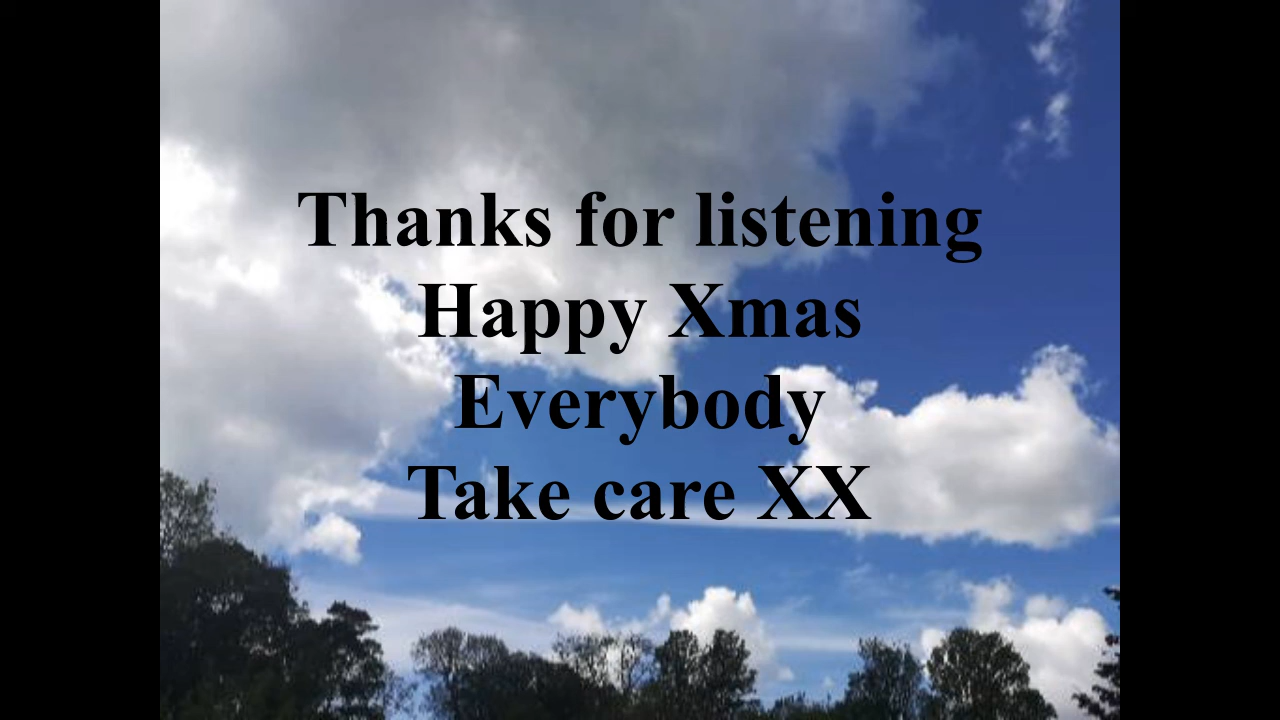 Thanks for listening
Happy Xmas
Everybody
Take care XX